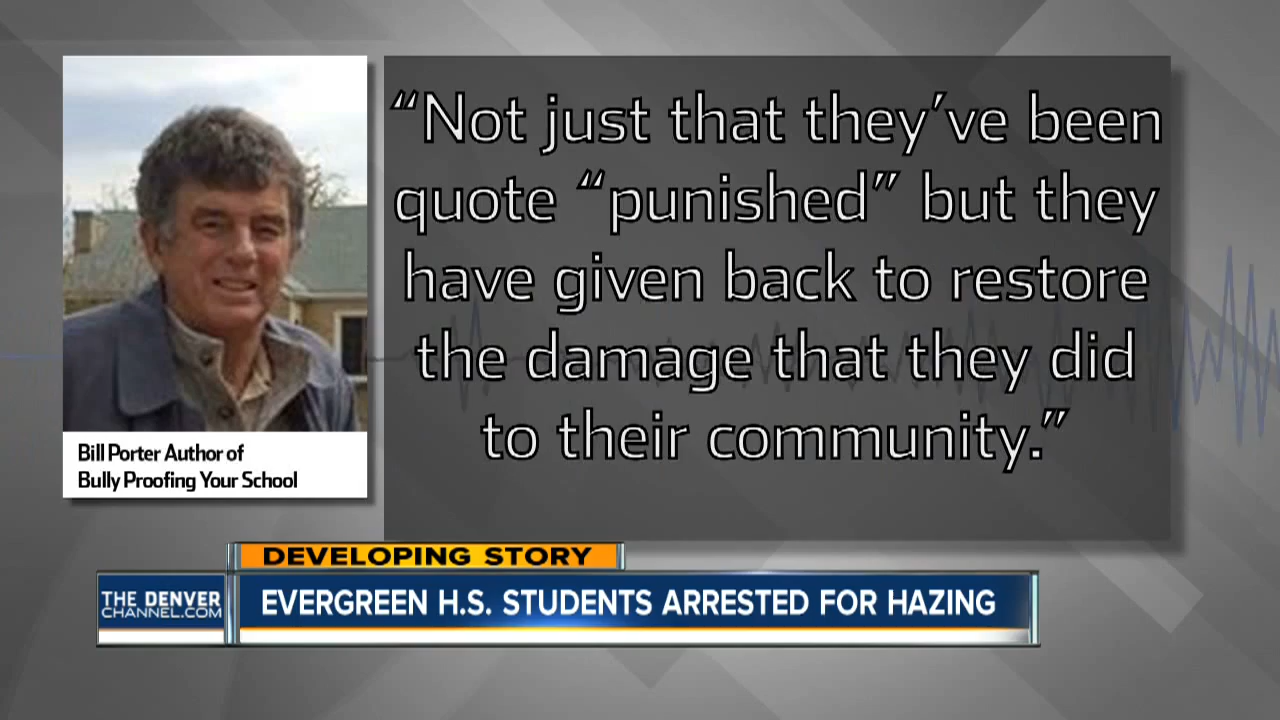 “Not just that they’ve been
quote “punished” but they
have given back to restore
the damage that they did
to their community.”
Bill Porter Author of
Bully Proofing Your School
DEVELOPING STORY
THE DENVER
CHANNEL.COM
EVERGREEN H.S. STUDENTS ARRESTED FOR HAZING